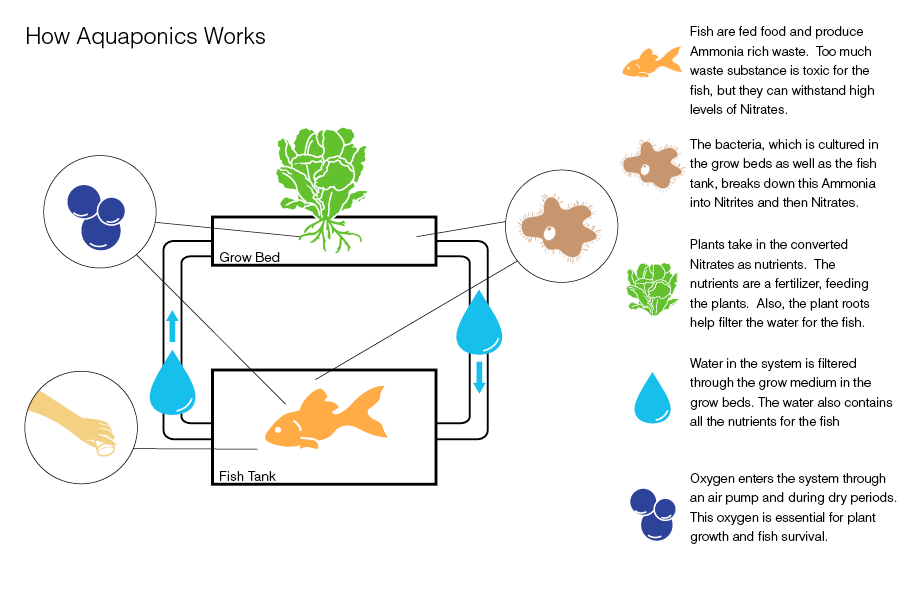 How Aquaponics Works
Grow Bed
Fish Tank
Fish are fed food and produce
Ammonia rich waste.  Too much
waste substance is toxic for the
fish, but they can withstand high
levels of Nitrates.
The bacteria, which is cultured in
the grow beds as well as the fish
tank, breaks down this Ammonia
into Nitrites and then Nitrates.
Plants take in the converted
Nitrates as nutrients.  The
nutrients are a fertilizer, feeding
the plants.  Also, the plant roots
help filter the water for the fish.
Water in the system is filtered
through the grow medium in the
grow beds. The water also contains
all the nutrients for the fish
Oxygen enters the system through
an air pump and during dry periods.
This oxygen is essential for plant
growth and fish survival.